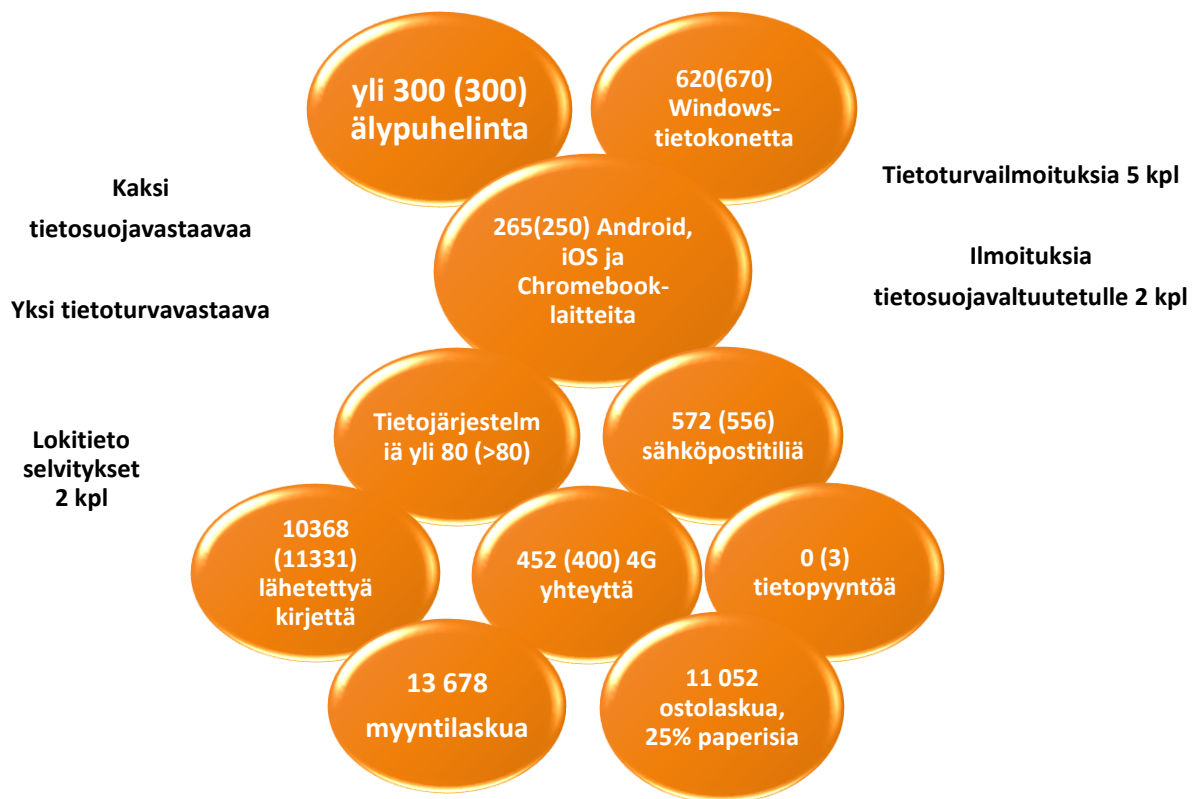 yli 300 (300)
älypuhelinta
620(670)
Windows-
tietokonetta
Kaksi
tietosuojavastaavaa
Yksi tietoturvavastaava
265(250) Android,
iOS ja
Chromebook-
laitteita
Tietoturvailmoituksia 5 kpl
Ilmoituksia
tietosuojavaltuutetulle 2 kpl
Lokitieto
selvitykset
2 kpl
Tietojärjestelm
iä yli 80 (>80)
572 (556)
sähköpostitiliä
10368
(11331)
lähetettyä
kirjettä
452 (400) 4G
yhteyttä
0 (3)
tietopyyntöä
13 678
myyntilaskua
11 052
ostolaskua,
25% paperisia